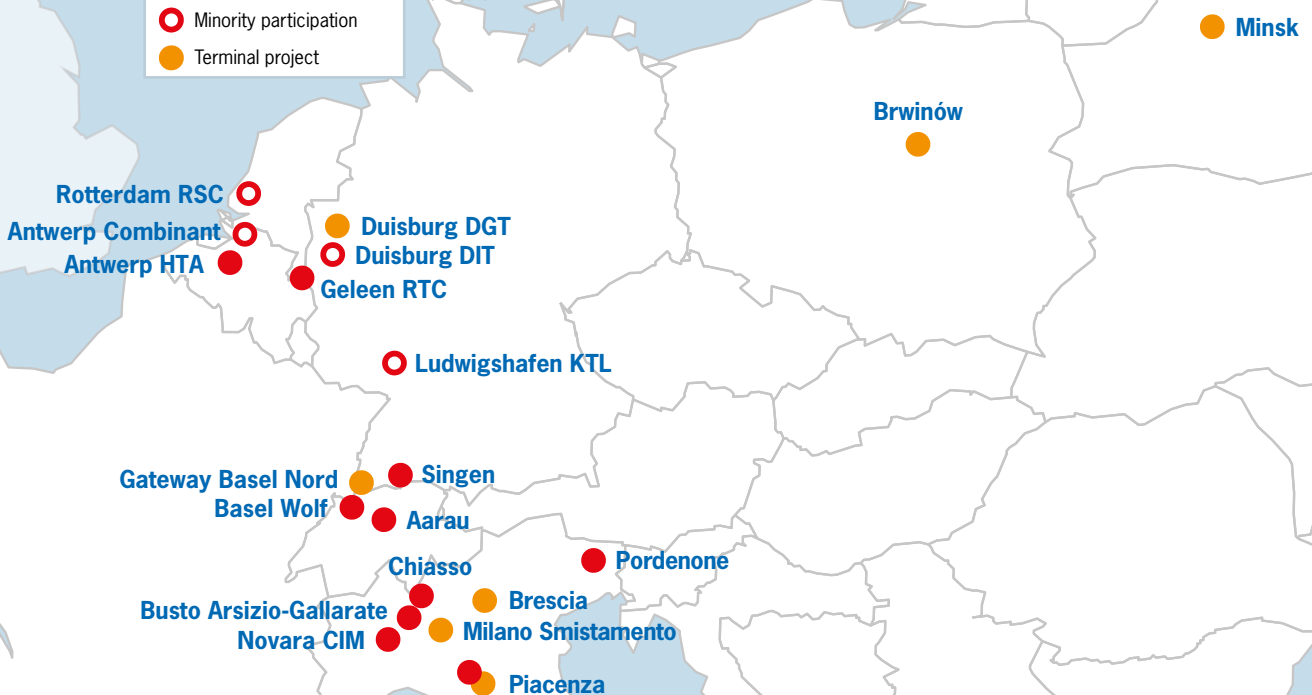 Minority participation
Terminal project
Minsk
Brwinów
Rotterdam RSC
Antwerp Combinant
Antwerp HTA
Duisburg DGT
Duisburg DIT
Geleen RTC
Ludwigshafen KTL
Gateway Basel Nord
Singen
Basel Wolf
Aarau
Chiasso
Pordenone
Busto Arsizio-Gallarate
Brescia
Novara CIM
Milano Smistamento
Piacenza